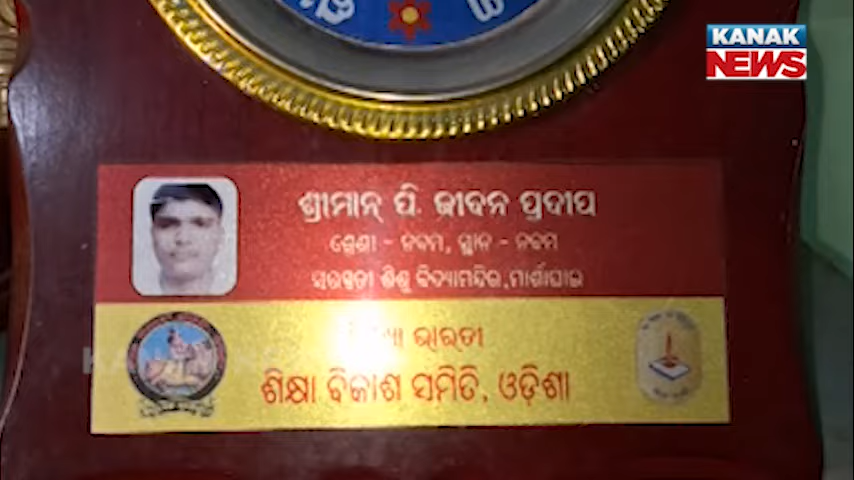 KANAK
NEWS
ଶ୍ରୀମାନ୍ ପି. ଜୀବନ ପ୍ରଦୀପ
ଶ୍ରେଣୀ - ନବମ, ସ୍ଥାନ - ନବମ
ସରସ୍ୱତୀ ଶିଶୁ ବିଦ୍ୟାମନ୍ଦିର, ମାର୍ଶାଘାଇ
ଭାରତୀ
ଶିକ୍ଷା ବିକାଶ ସମିତି, ଓଡ଼ିଶା